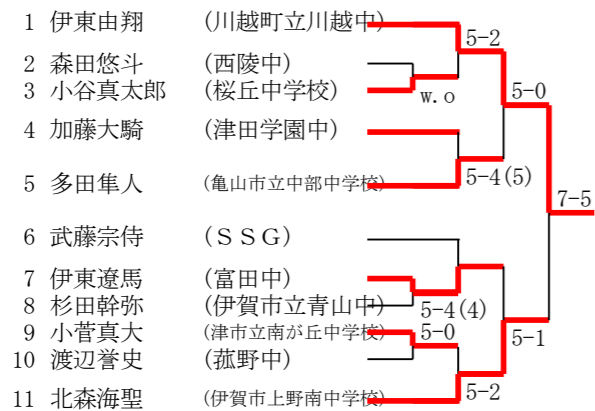 1 伊東由翔 (川越町立川越中)
5-2
2 森田悠斗 (西陵中)
3 小谷真太郎 (桜丘中学校)
w.o
5-0
4 加藤大騎 (津田学園中)
5 多田隼人 (亀山市立中部中学校)
5-4(5)
7-5
6 武藤宗侍 (ＳＳＧ)
7 伊東遼馬 (富田中)
8 杉田幹弥 (伊賀市立青山中)
5-4(4)
9 小菅真大 (津市立南が丘中学校)
5-0
5-1
10 渡辺誉史 (菰野中)
11 北森海聖 (伊賀市上野南中学校)
5-2